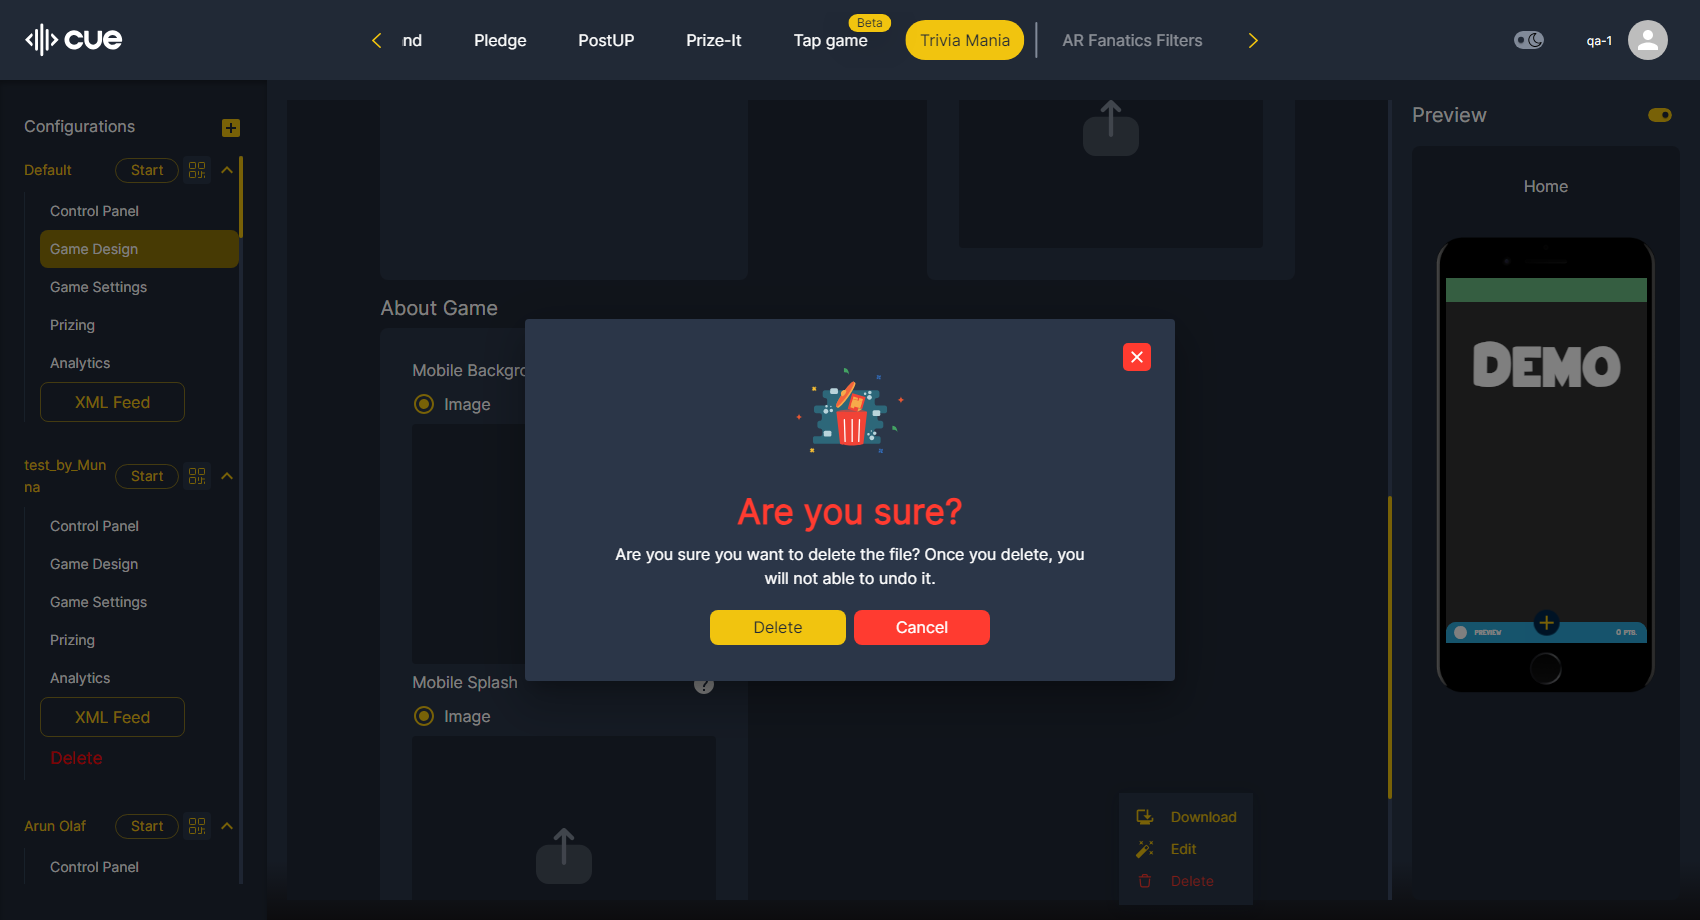 cue
Pledge
PostUP
Prize-It
Tap game
Beta
Trivia Mania
AR Fanatics Filters
qa-1
Configurations
Default
Start
Control Panel
Game Design
Game Settings
Prizing
Analytics
XML Feed
test_by_Mun
na
Start
Control Panel
Game Design
Game Settings
Prizing
Analytics
XML Feed
Delete
Arun Olaf
Start
Control Panel
About Game
Mobile Backgro
Image
Mobile Splash
?
Image
Are you sure?
Are you sure you want to delete the file? Once you delete, you
will not able to undo it.
Delete
Cancel
Download
Edit
Delete
Preview
Home
DEMO
PREVIEW
0 PTS.